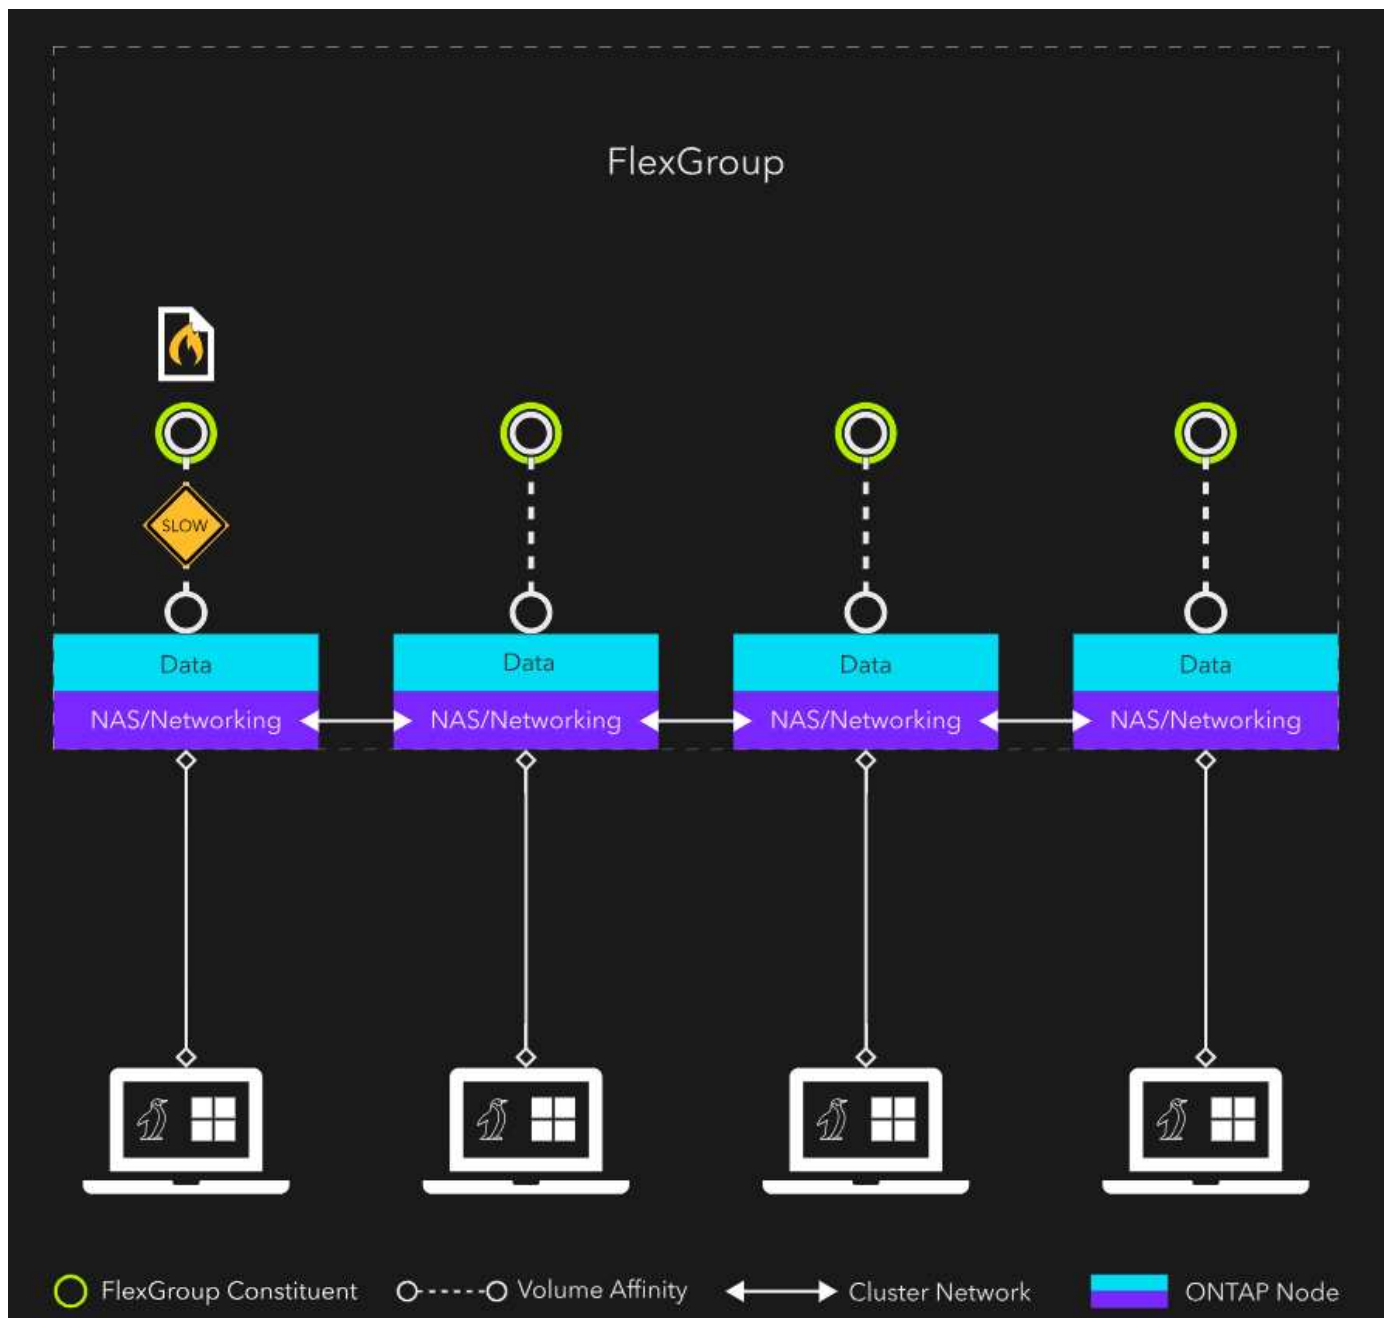 FlexGroup
SLOW
Data Data Data Data
NAS/Networking NAS/Networking NAS/Networking NAS/Networking
FlexGroup Constituent Volume Affinity Cluster Network ONTAP Node